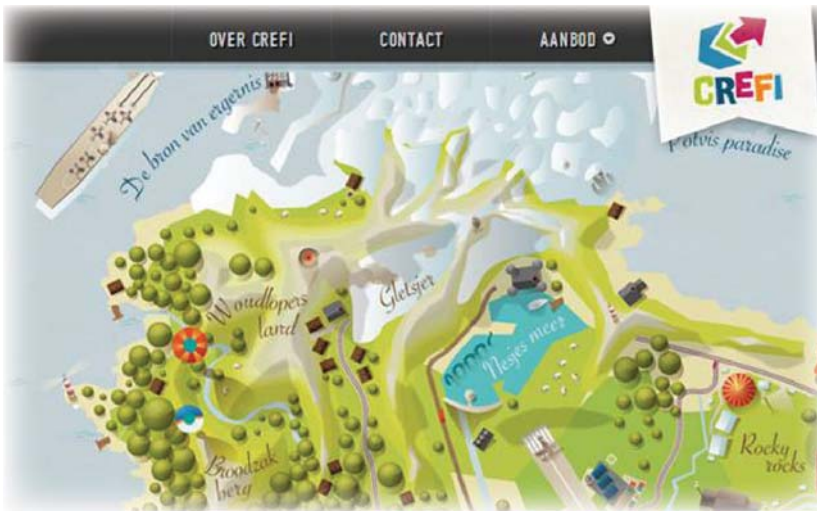 OVER CREFI
CONTACT
AANBOD
CREFI
De bron van ergernis
Potvis paradise
Woudlopers
land
Gletsjer
Nesjes meer
Broodzak
berg
Rocky
rocks